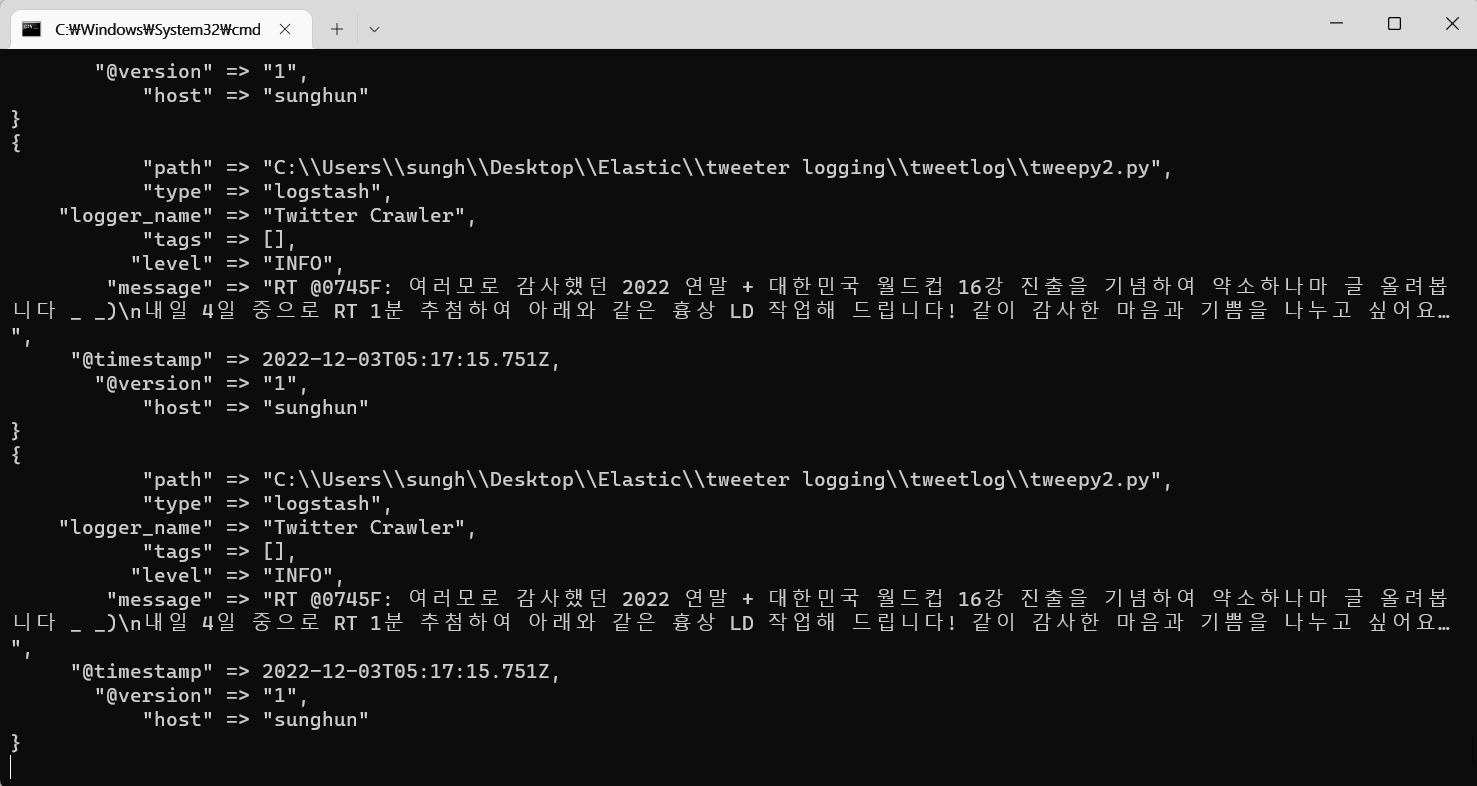 C:₩Windows₩System32₩cmd
"@version" => "1",
"host" => "sunghun"
}
{
"path" => "C:\\Users\\sungh\\Desktop\\Elastic\\tweeter logging\\tweetlog\\tweepy2.py",
"type" => "logstash",
"logger_name" => "Twitter Crawler",
"tags" => [],
"level" => "INFO",
"message" => "RT @0745F: 여러모로 감사했던 2022 연말 + 대한민국 월드컵 16강 진출을 기념하여 약소하나마 글 올려봅
니다 _ _)\n내일 4일 중으로 RT 1분 추첨하여 아래와 같은 흉상 LD 작업해 드립니다! 같이 감사한 마음과 기쁨을 나누고 싶어요…
",
"@timestamp" => 2022-12-03T05:17:15.751Z,
"@version" => "1",
"host" => "sunghun"
}
{
"path" => "C:\\Users\\sungh\\Desktop\\Elastic\\tweeter logging\\tweetlog\\tweepy2.py",
"type" => "logstash",
"logger_name" => "Twitter Crawler",
"tags" => [],
"level" => "INFO",
"message" => "RT @0745F: 여러모로 감사했던 2022 연말 + 대한민국 월드컵 16강 진출을 기념하여 약소하나마 글 올려봅
니다 _ _)\n내일 4일 중으로 RT 1분 추첨하여 아래와 같은 흉상 LD 작업해 드립니다! 같이 감사한 마음과 기쁨을 나누고 싶어요…
",
"@timestamp" => 2022-12-03T05:17:15.751Z,
"@version" => "1",
"host" => "sunghun"
}